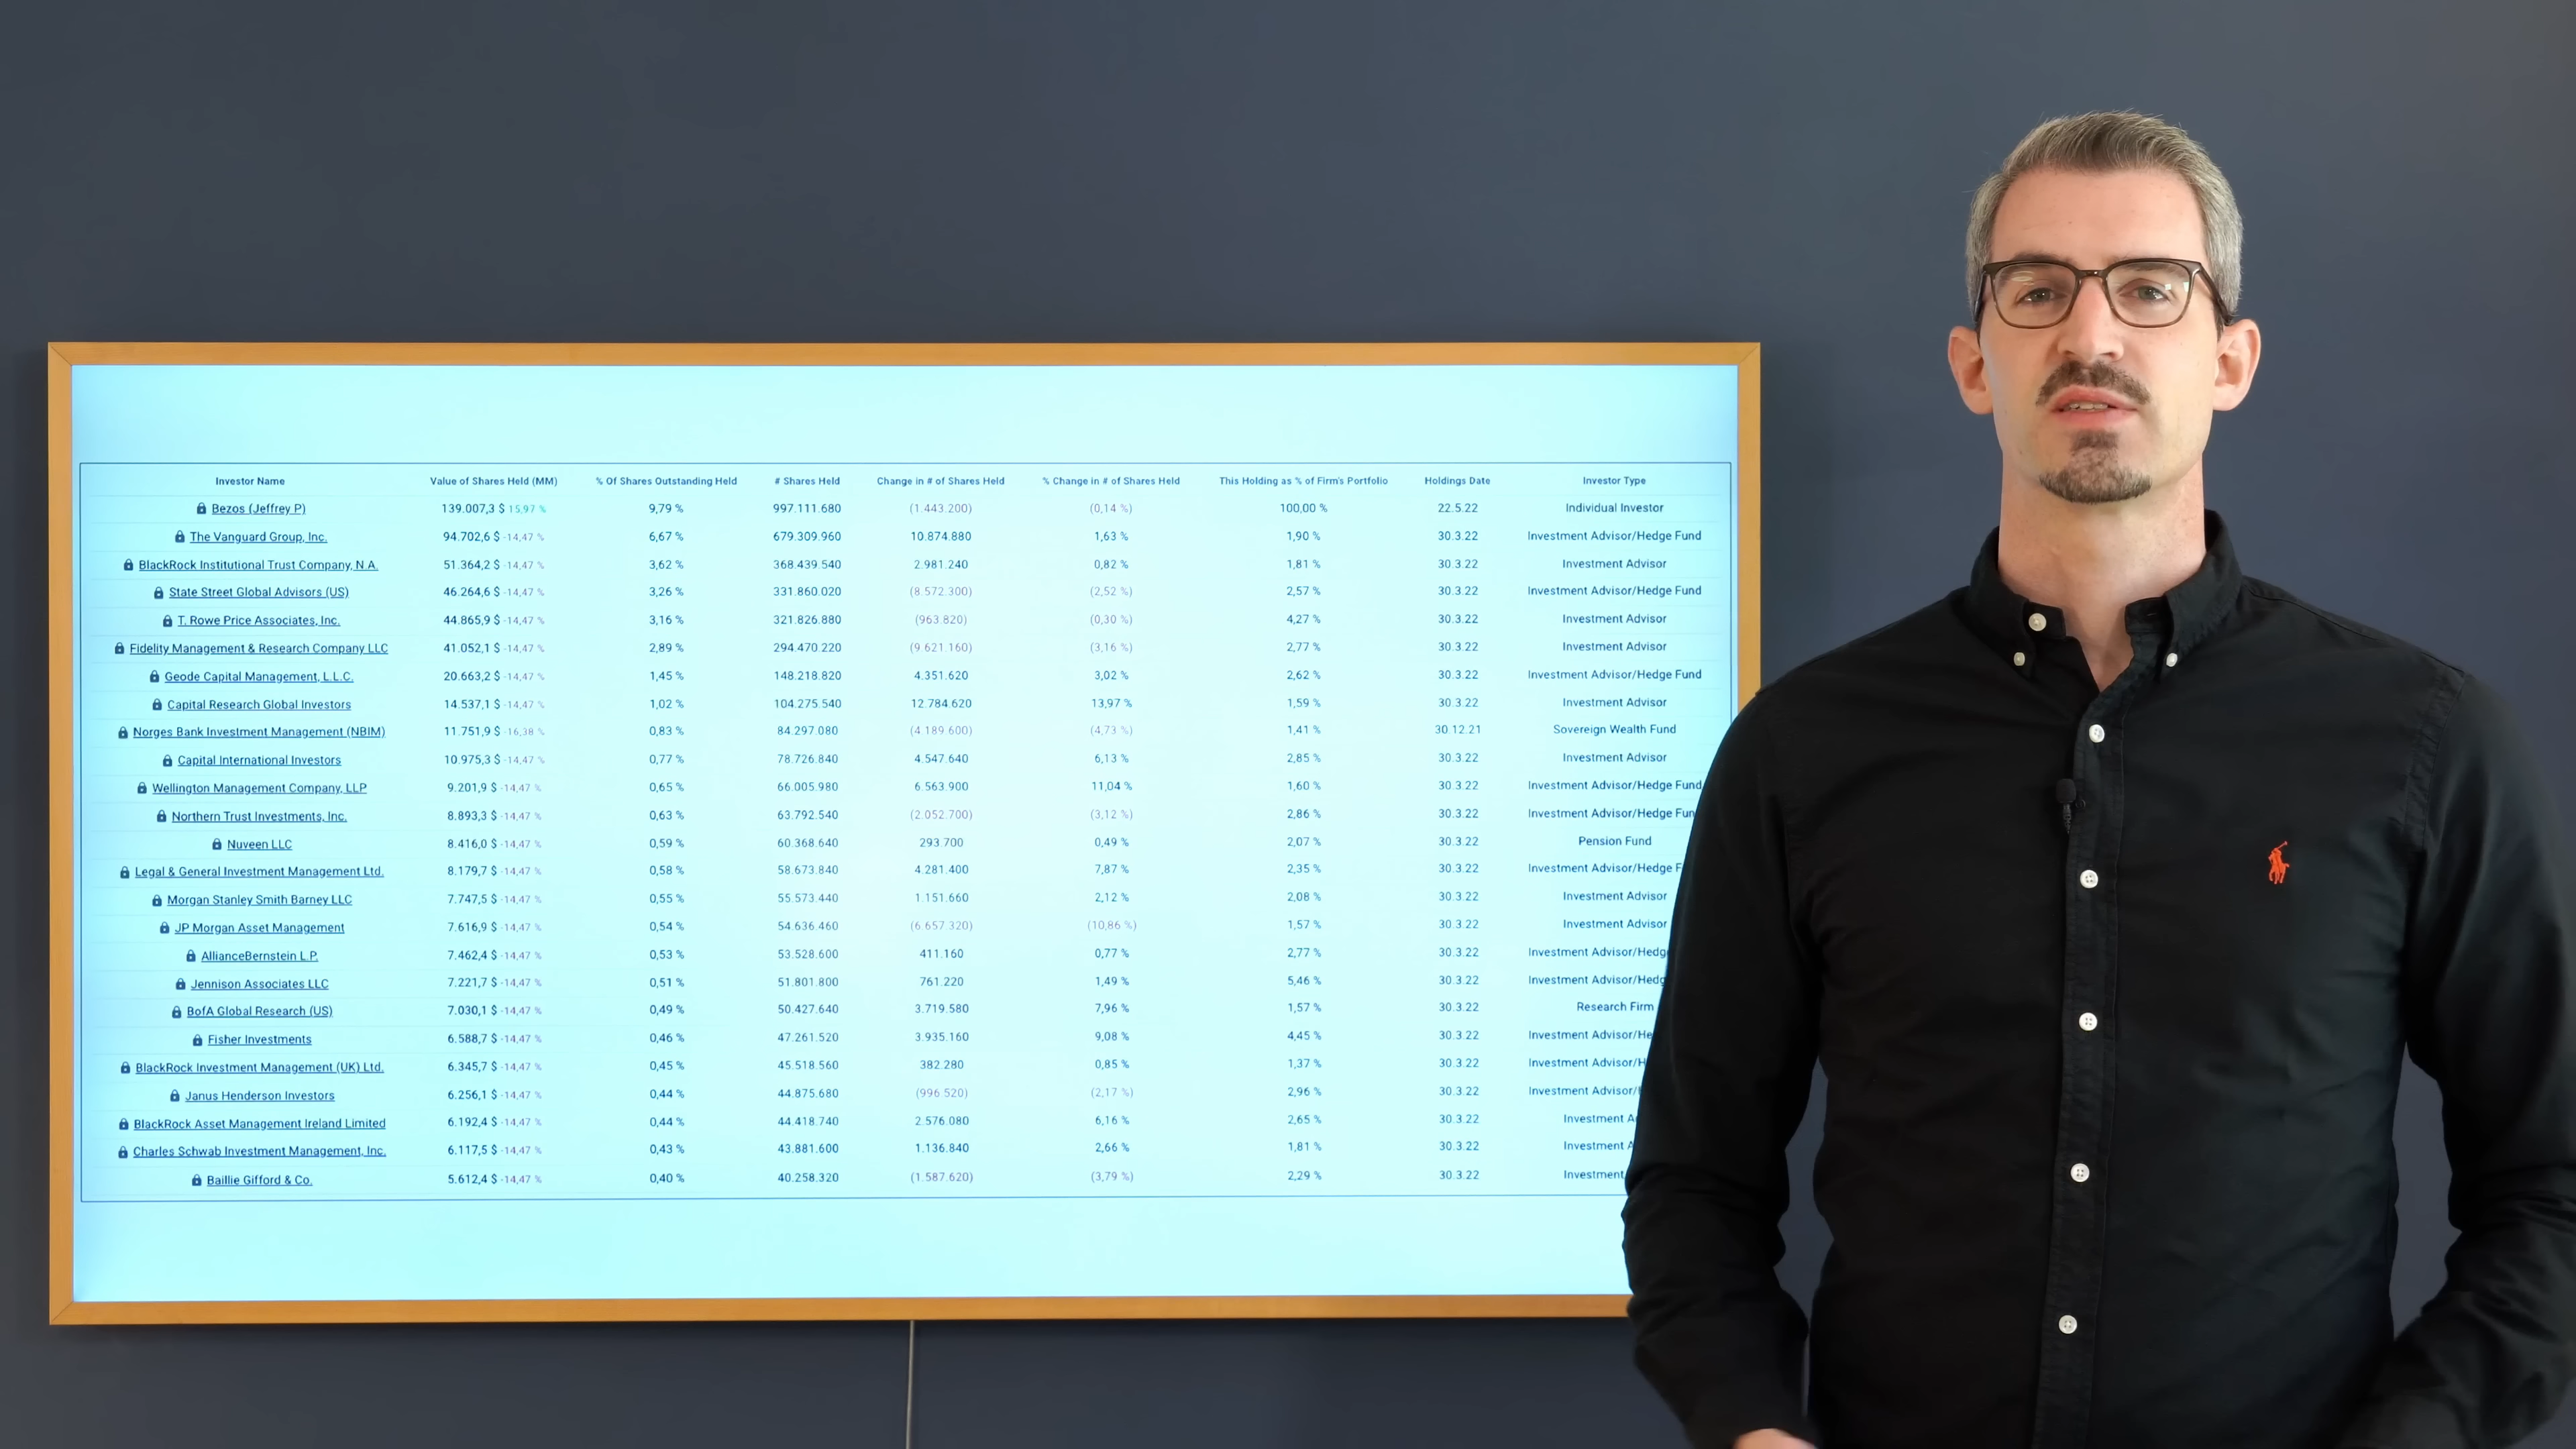 Investor Name Value of Shares Held (MM) % Of Shares Outstanding Held # Shares Held Change in # of Shares Held % Change in # of Shares Held This Holding as % of Firm's Portfolio Holdings Date Investor Type
Bezos (Jeffrey P) 139.007,3 $ 15,97 % 9,79 % 997.111.680 (1.443.200) (0,14 %) 100,00 % 22.5.22 Individual Investor
The Vanguard Group, Inc. 94.702,6 $ -14,47 % 6,67 % 679.309.960 10.874.880 1,63 % 1,90 % 30.3.22 Investment Advisor/Hedge Fund
BlackRock Institutional Trust Company, N.A. 51.364,2 $ -14,47 % 3,62 % 368.439.540 2.981.240 0,82 % 1,81 % 30.3.22 Investment Advisor
State Street Global Advisors (US) 46.264,6 $ -14,47 % 3,26 % 331.860.020 (8.572.300) (2,52 %) 2,57 % 30.3.22 Investment Advisor/Hedge Fund
T. Rowe Price Associates, Inc. 44.865,9 $ -14,47 % 3,16 % 321.826.880 (963.820) (0,30 %) 4,27 % 30.3.22 Investment Advisor
Fidelity Management & Research Company LLC 41.052,1 $ -14,47 % 2,89 % 294.470.220 (9.621.160) (3,16 %) 2,77 % 30.3.22 Investment Advisor
Geode Capital Management, L.L.C. 20.663,2 $ -14,47 % 1,45 % 148.218.820 4.351.620 3,02 % 2,62 % 30.3.22 Investment Advisor/Hedge Fund
Capital Research Global Investors 14.537,1 $ -14,47 % 1,02 % 104.275.540 12.784.620 13,97 % 1,59 % 30.3.22 Investment Advisor
Norges Bank Investment Management (NBIM) 11.751,9 $ -16,38 % 0,83 % 84.297.080 (4.189.600) (4,73 %) 1,41 % 30.12.21 Sovereign Wealth Fund
Capital International Investors 10.975,3 $ -14,47 % 0,77 % 78.726.840 4.547.640 6,13 % 2,85 % 30.3.22 Investment Advisor
Wellington Management Company, LLP 9.201,9 $ -14,47 % 0,65 % 66.005.980 6.563.900 11,04 % 1,60 % 30.3.22 Investment Advisor/Hedge Fund
Northern Trust Investments, Inc. 8.893,3 $ -14,47 % 0,63 % 63.792.540 (2.052.700) (3,12 %) 2,86 % 30.3.22 Investment Advisor/Hedge Fun
Nuveen LLC 8.416,0 $ -14,47 % 0,59 % 60.368.640 293.700 0,49 % 2,07 % 30.3.22 Pension Fund
Legal & General Investment Management Ltd. 8.179,7 $ -14,47 % 0,58 % 58.673.840 4.281.400 7,87 % 2,35 % 30.3.22 Investment Advisor/Hedge F
Morgan Stanley Smith Barney LLC 7.747,5 $ -14,47 % 0,55 % 55.573.440 1.151.660 2,12 % 2,08 % 30.3.22 Investment Advisor
JP Morgan Asset Management 7.616,9 $ -14,47 % 0,54 % 54.636.460 (6.657.320) (10,86 %) 1,57 % 30.3.22 Investment Advisor
AllianceBernstein L.P. 7.462,4 $ -14,47 % 0,53 % 53.528.600 411.160 0,77 % 2,77 % 30.3.22 Investment Advisor/Hedg
Jennison Associates LLC 7.221,7 $ -14,47 % 0,51 % 51.801.800 761.220 1,49 % 5,46 % 30.3.22 Investment Advisor/Hedg
BofA Global Research (US) 7.030,1 $ -14,47 % 0,49 % 50.427.640 3.719.580 7,96 % 1,57 % 30.3.22 Research Firm
Fisher Investments 6.588,7 $ -14,47 % 0,46 % 47.261.520 3.935.160 9,08 % 4,45 % 30.3.22 Investment Advisor/He
BlackRock Investment Management (UK) Ltd. 6.345,7 $ -14,47 % 0,45 % 45.518.560 382.280 0,85 % 1,37 % 30.3.22 Investment Advisor/H
Janus Henderson Investors 6.256,1 $ -14,47 % 0,44 % 44.875.680 (996.520) (2,17 %) 2,96 % 30.3.22 Investment Advisor/
BlackRock Asset Management Ireland Limited 6.192,4 $ -14,47 % 0,44 % 44.418.740 2.576.080 6,16 % 2,65 % 30.3.22 Investment A
Charles Schwab Investment Management, Inc. 6.117,5 $ -14,47 % 0,43 % 43.881.600 1.136.840 2,66 % 1,81 % 30.3.22 Investment A
Baillie Gifford & Co. 5.612,4 $ -14,47 % 0,40 % 40.258.320 (1.587.620) (3,79 %) 2,29 % 30.3.22 Investment